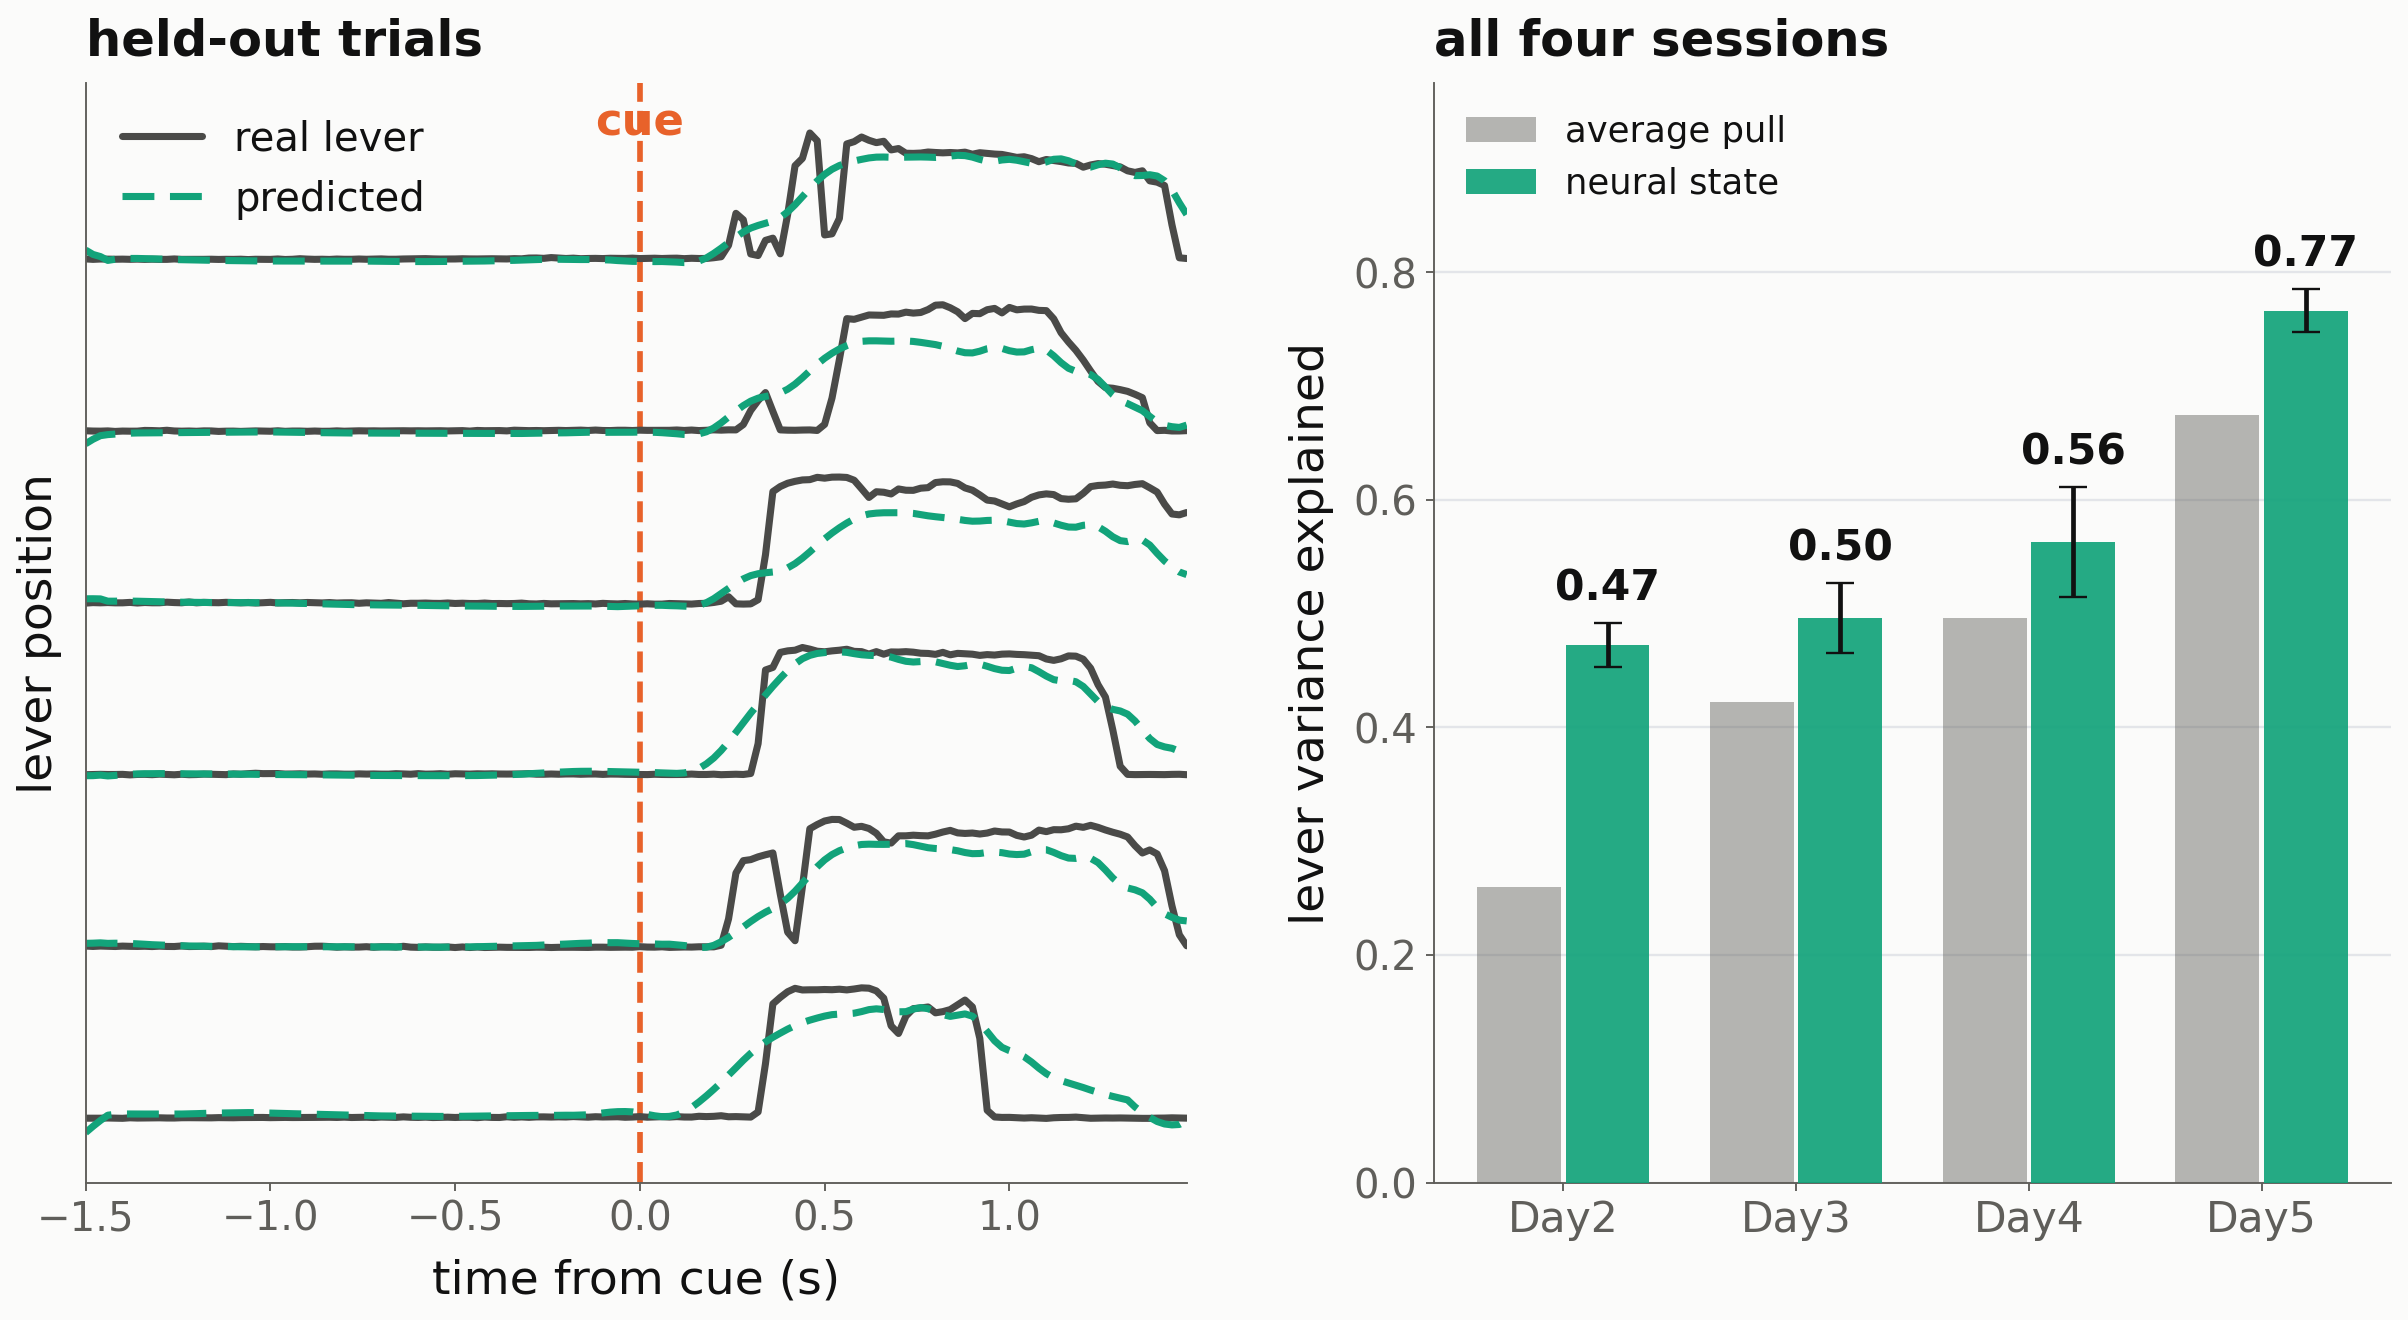 held-out trials
cue
real lever
predicted
lever position
−1.5
−1.0
−0.5
0.0
0.5
1.0
time from cue (s)
all four sessions
average pull
neural state
lever variance explained
0.8
0.6
0.4
0.2
0.0
0.47
0.50
0.56
0.77
Day2
Day3
Day4
Day5